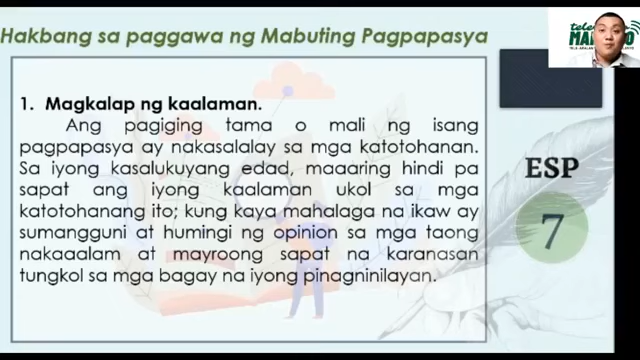 Hakbang sa paggawa ng Mabuting Pagpapasya
1. Magkalap ng kaalaman.
Ang pagiging tama o mali ng isang
pagpapasya ay nakasalalay sa mga katotohanan.
Sa iyong kasalukuyang edad, maaaring hindi pa
sapat ang iyong kaalaman ukol sa mga
katotohanang ito; kung kaya mahalaga na ikaw ay
sumangguni at humingi ng opinion sa mga taong
nakaaalam at mayroong sapat na karanasan
tungkol sa mga bagay na iyong pinagninilayan.
ESP
7
tele